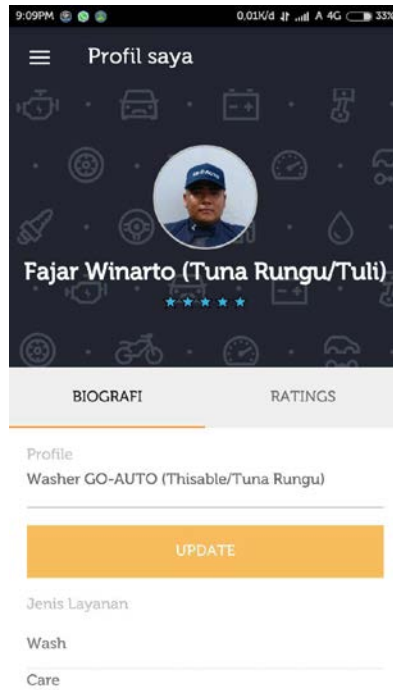 9:09PM 0,01K/d A 4G 33%
Profil saya
Fajar Winarto (Tuna Rungu/Tuli)
BIOGRAFI RATINGS
Profile
Washer GO-AUTO (Thisable/Tuna Rungu)
UPDATE
Jenis Layanan
Wash
Care